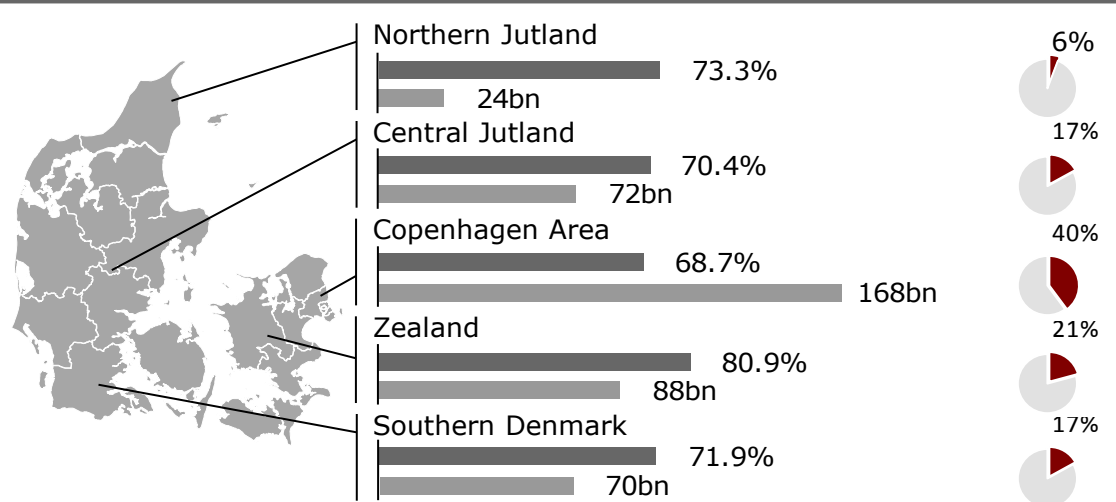 Northern Jutland
73.3%
24bn
6%
Central Jutland
70.4%
72bn
17%
Copenhagen Area
68.7%
168bn
40%
Zealand
80.9%
88bn
21%
Southern Denmark
71.9%
70bn
17%